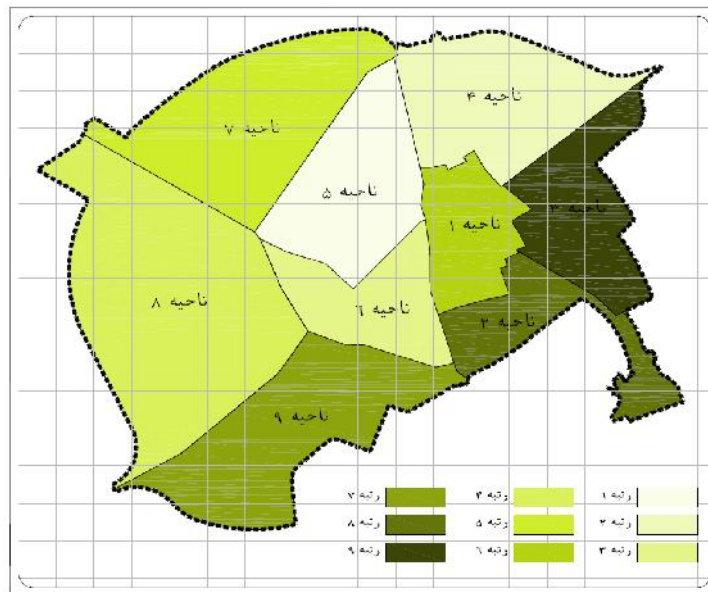 ناحیه ۴
ناحیه ۷
ناحیه ۵
ناحیه ۳
ناحیه ۱
ناحیه ۸
ناحیه ۶
ناحیه ۲
ناحیه ۹
رتبه ۱ رتبه ۴ رتبه ۷
رتبه ۲ رتبه ۵ رتبه ۸
رتبه ۳ رتبه ۶ رتبه ۹